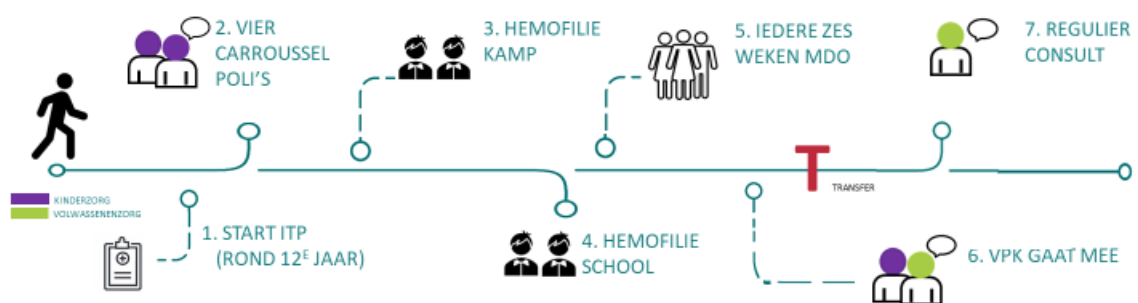 2. VIER
CARROUSSEL
POLI'S
3. HEMOFILIE
KAMP
5. IEDERE ZES
WEKEN MDO
7. REGULIER
CONSULT
T
TRANSFER
KINDERZORG
VOLWASSENENZORG
1. START ITP
(ROND 12E JAAR)
4. HEMOFILIE
SCHOOL
6. VPK GAAT MEE